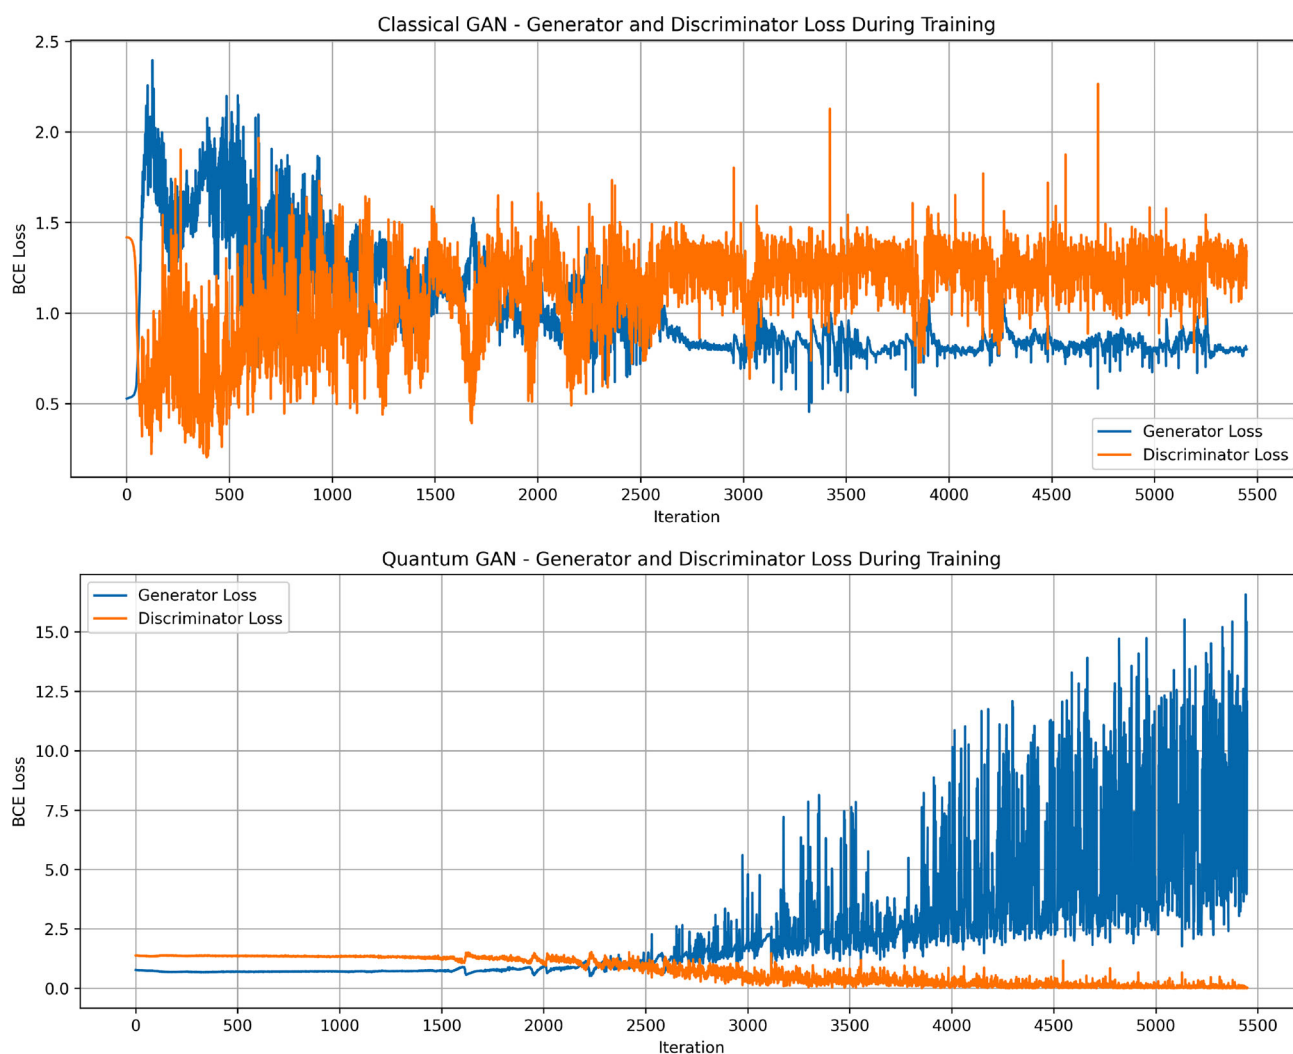 Classical GAN - Generator and Discriminator Loss During Training
2.5
2.0
1.5
1.0
0.5
BCE Loss
Generator Loss
Discriminator Loss
0 500 1000 1500 2000 2500 3000 3500 4000 4500 5000 5500
Iteration
Quantum GAN - Generator and Discriminator Loss During Training
Generator Loss
Discriminator Loss
15.0
12.5
10.0
7.5
5.0
2.5
0.0
BCE Loss
0 500 1000 1500 2000 2500 3000 3500 4000 4500 5000 5500
Iteration